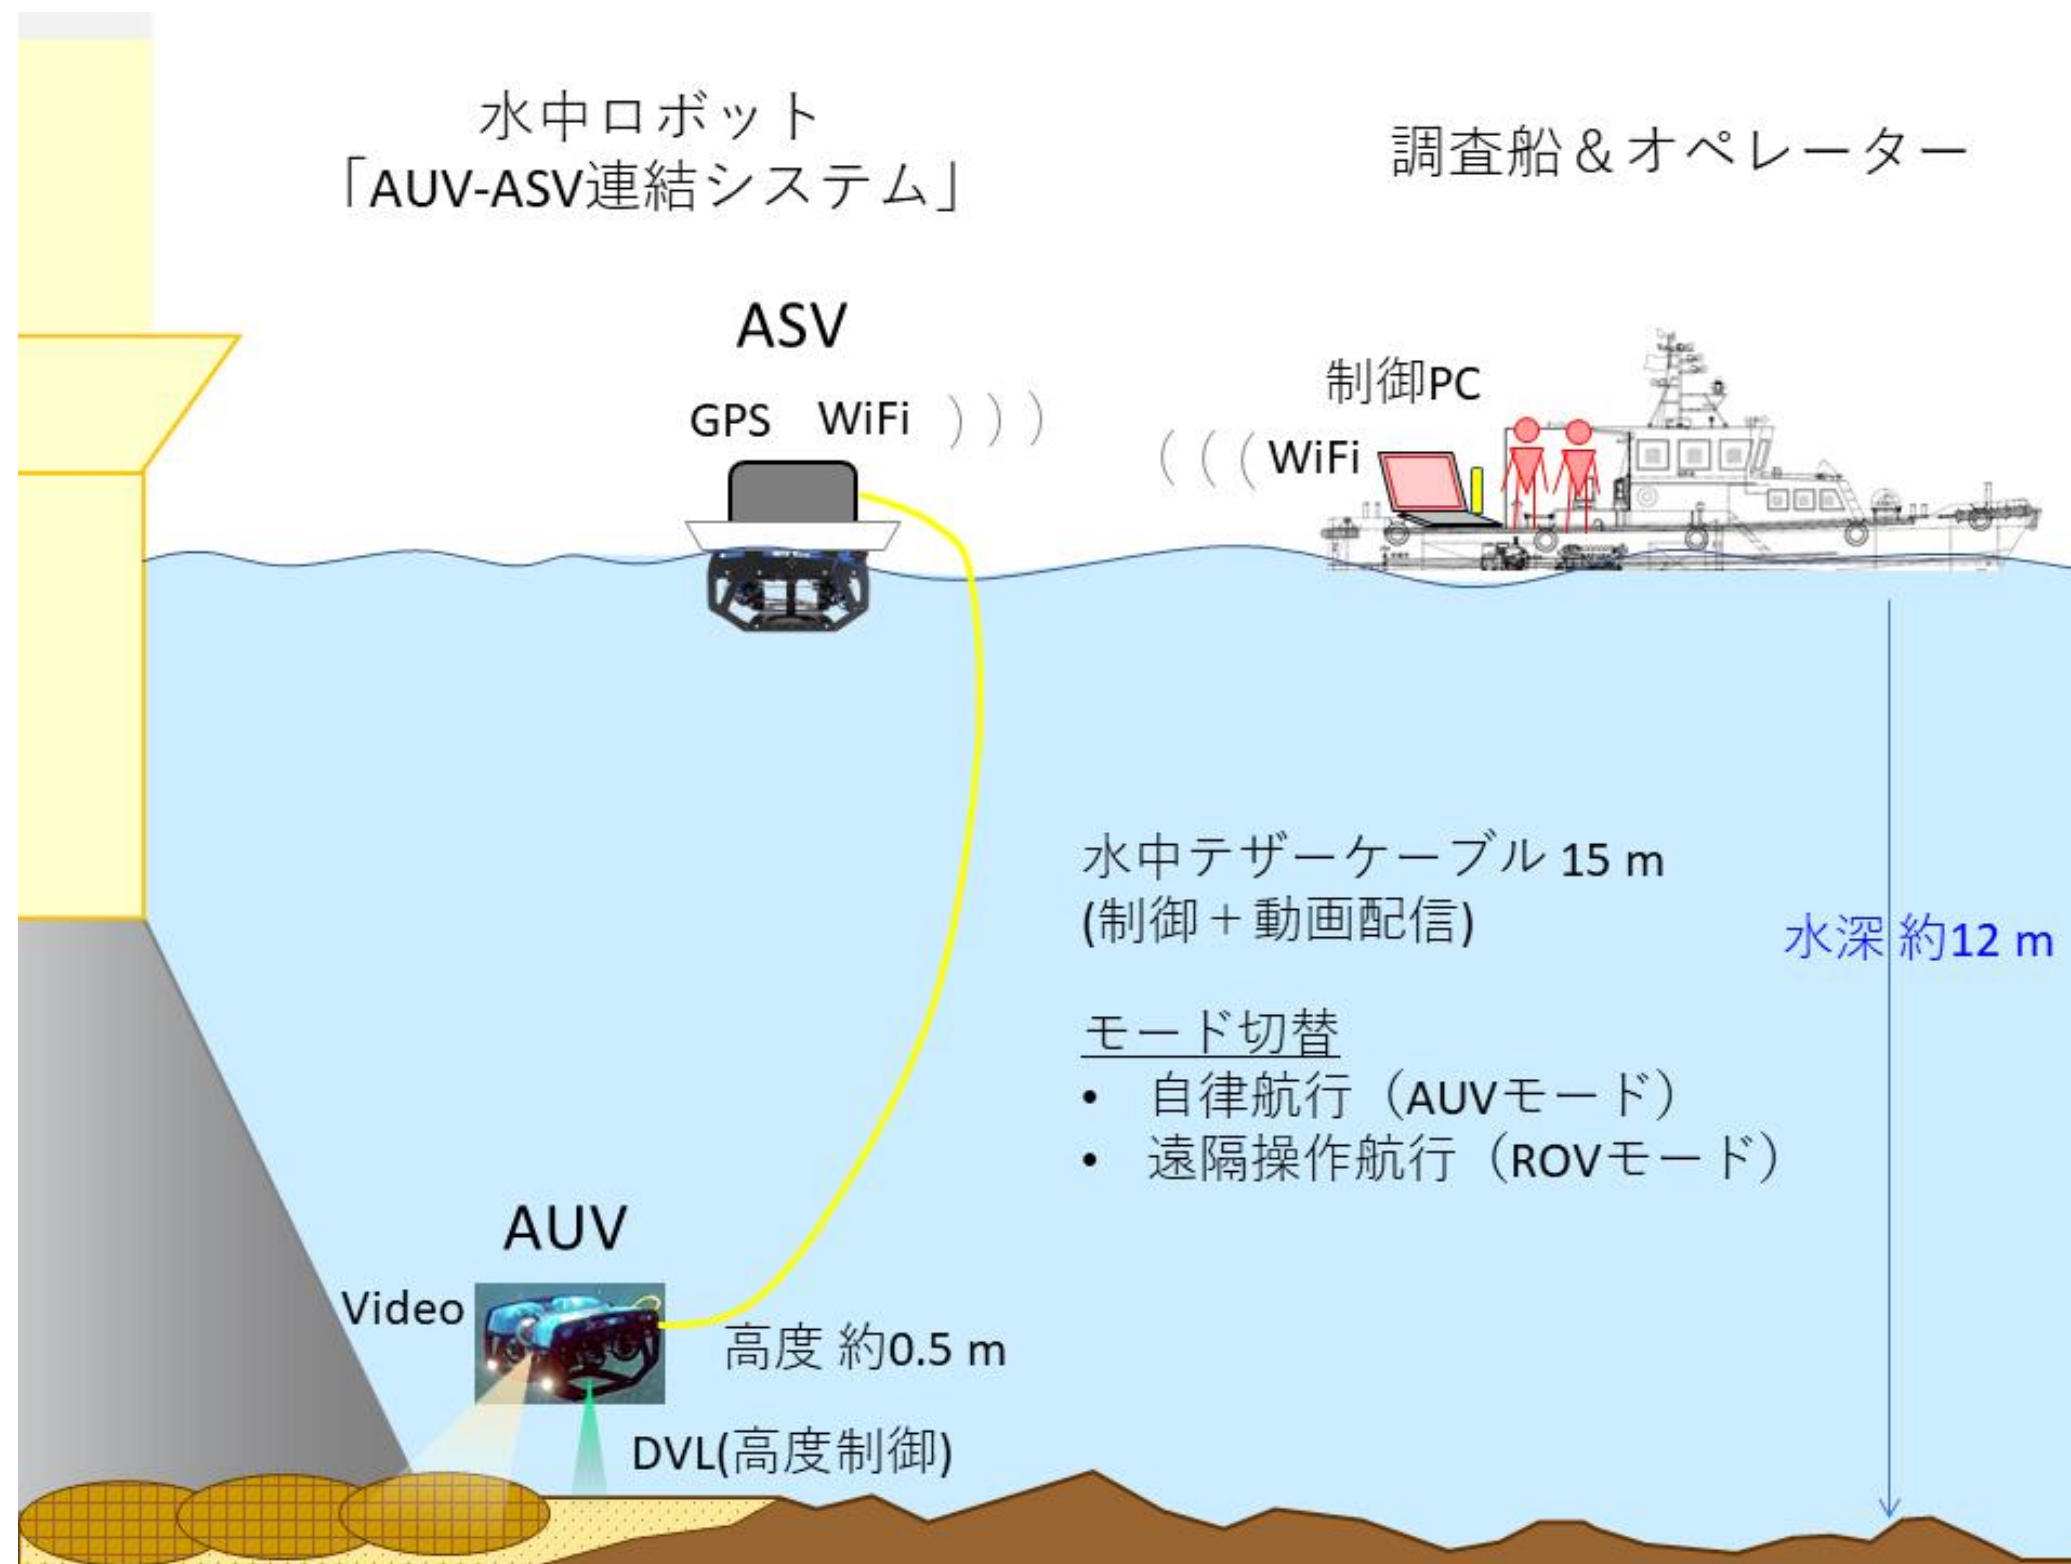 水中ロボット
「AUV-ASV連結システム」
調査船＆オペレーター
ASV
GPS WiFi
制御PC
WiFi
水中テザーケーブル 15 m
(制御＋動画配信)
水深 約12 m
モード切替
• 自律航行（AUVモード）
• 遠隔操作航行（ROVモード）
AUV
Video
高度 約0.5 m
DVL(高度制御)